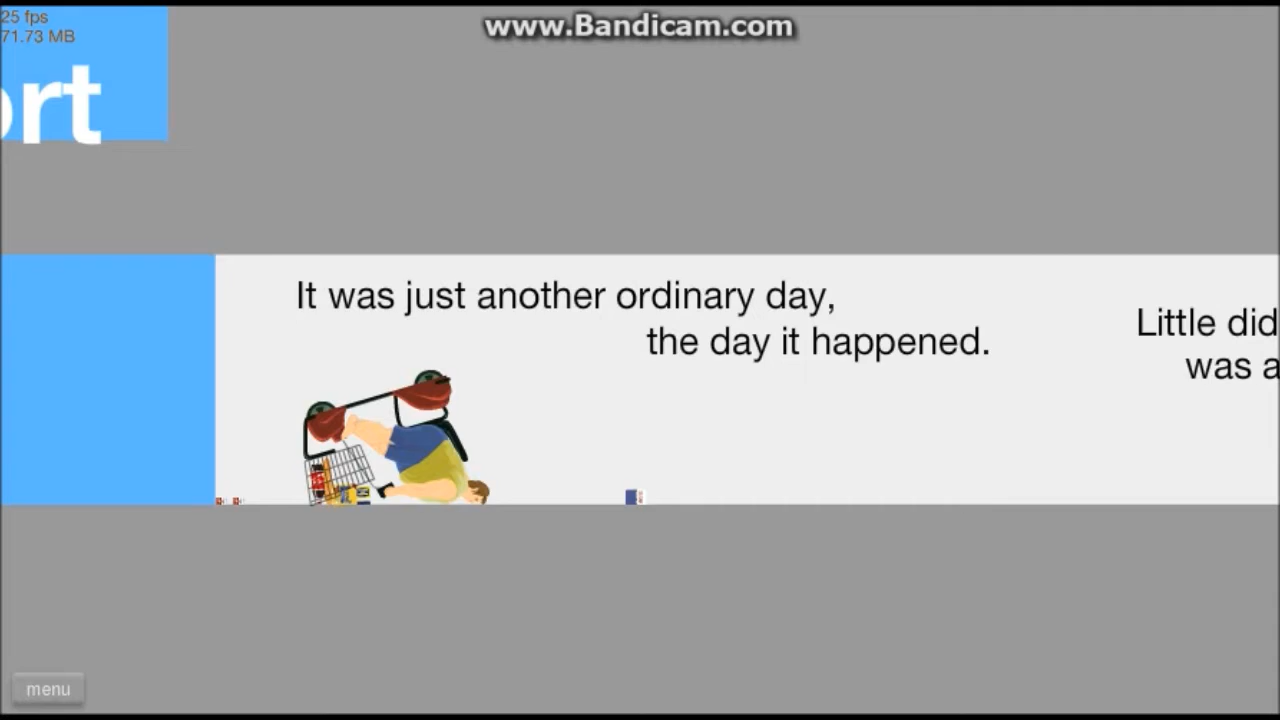 25 fps
71.73 MB
www.Bandicam.com
ort
It was just another ordinary day,
the day it happened.
Little did
was a
menu